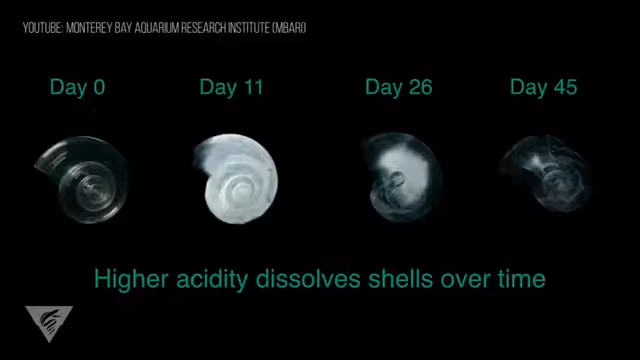 YOUTUBE: MONTEREY BAY AQUARIUM RESEARCH INSTITUTE (MBARI)
Day 0 Day 11 Day 26 Day 45
Higher acidity dissolves shells over time